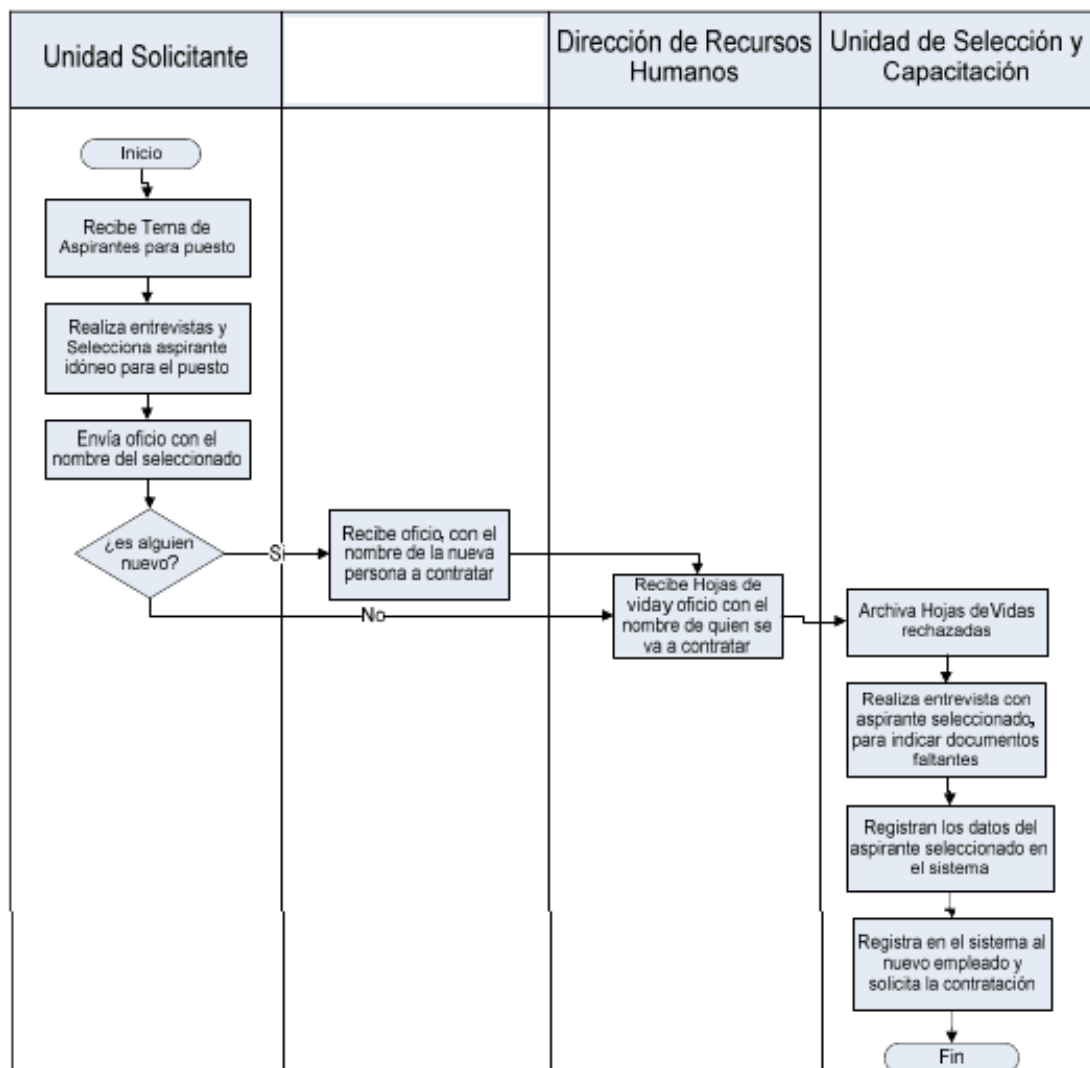 Unidad Solicitante
Dirección de Recursos
Humanos
Unidad de Selección y
Capacitación
Inicio
Recibe Terna de
Aspirantes para puesto
Realiza entrevistas y
Selecciona aspirante
idóneo para el puesto
Envía oficio con el
nombre del seleccionado
¿es alguien
nuevo?
Si
No
Recibe oficio, con el
nombre de la nueva
persona a contratar
Recibe Hojas de
vida y oficio con el
nombre de quien se
va a contratar
Archiva Hojas de Vidas
rechazadas
Realiza entrevista con
aspirante seleccionado,
para indicar documentos
faltantes
Registran los datos del
aspirante seleccionado en
el sistema
Registra en el sistema al
nuevo empleado y
solicita la contratación
Fin